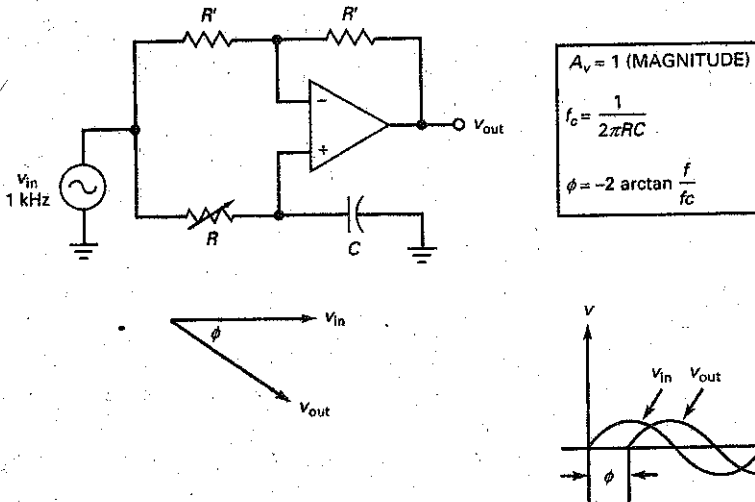 R' R'
A_v = 1 (MAGNITUDE)
f_c = 1 / 2πRC
φ = -2 arctan f / fc
−
+
v_out
v_in
1 kHz
R
C
v_in
φ
v_out
v
v_in v_out
φ